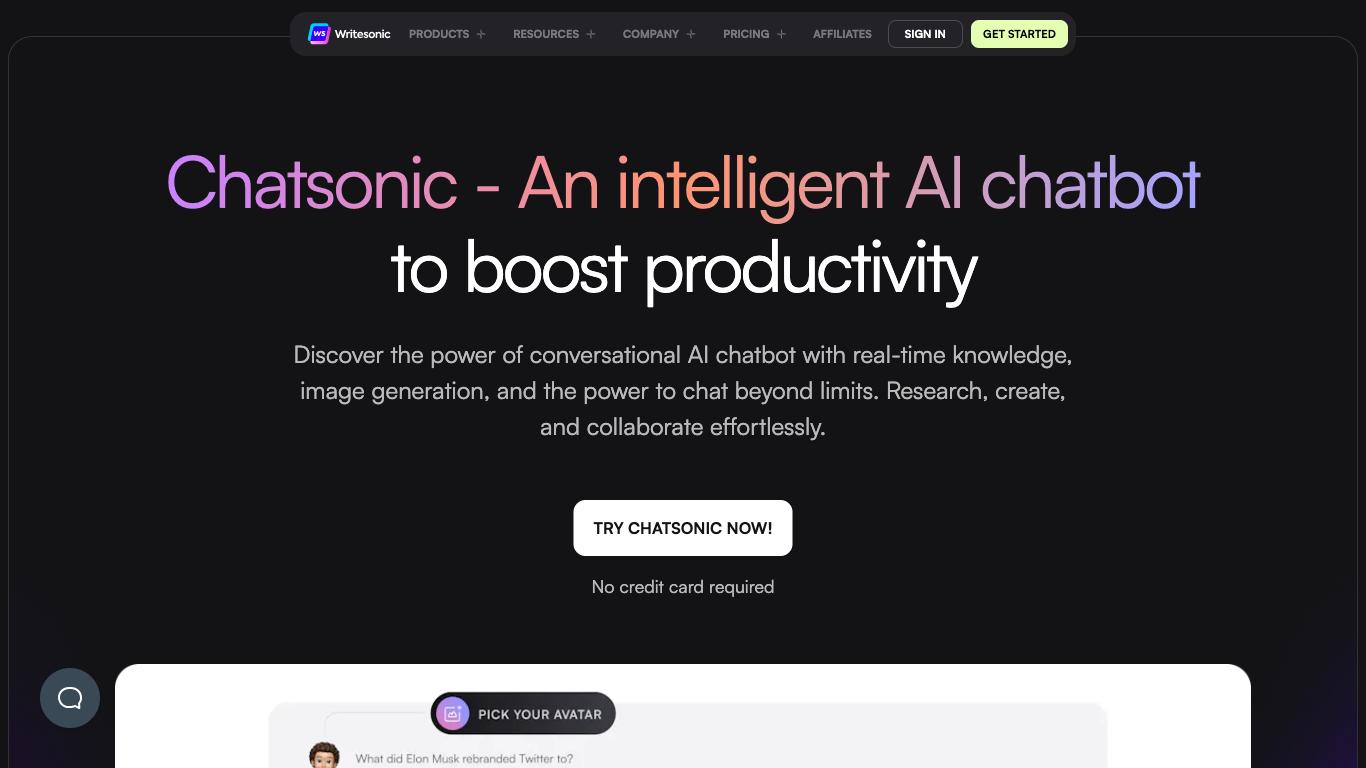 WS Writesonic PRODUCTS RESOURCES COMPANY PRICING AFFILIATES SIGN IN GET STARTED
Chatsonic - An intelligent AI chatbot
to boost productivity
Discover the power of conversational AI chatbot with real-time knowledge,
image generation, and the power to chat beyond limits. Research, create,
and collaborate effortlessly.
TRY CHATSONIC NOW!
No credit card required
PICK YOUR AVATAR
What did Elon Musk rebranded Twitter to?